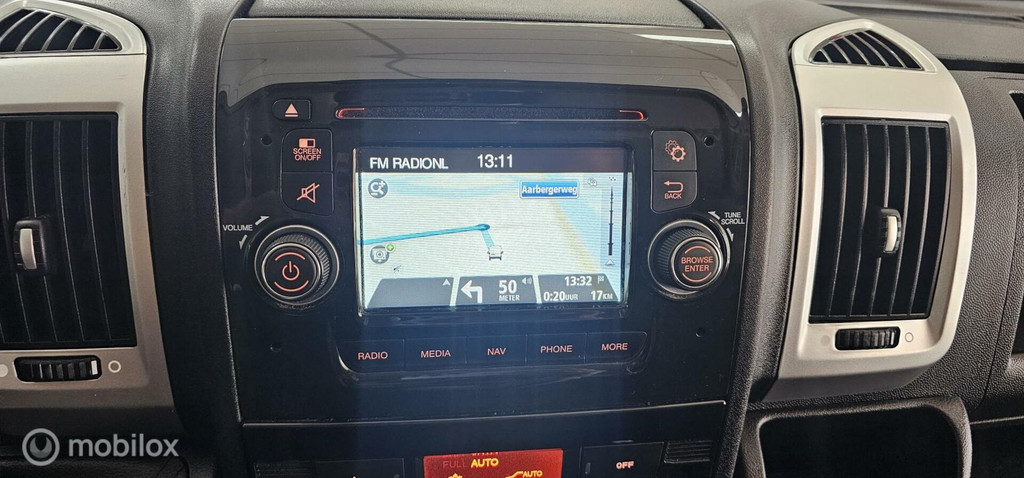 SCREEN
ON/OFF
FM RADIONL 13:11
BACK
Aarbergerweg
VOLUME
TUNE
SCROLL
BROWSE
ENTER
50
METER
13:32
0:20UUR 17KM
RADIO MEDIA NAV PHONE MORE
FULL AUTO
AUTO
OFF
mobilox